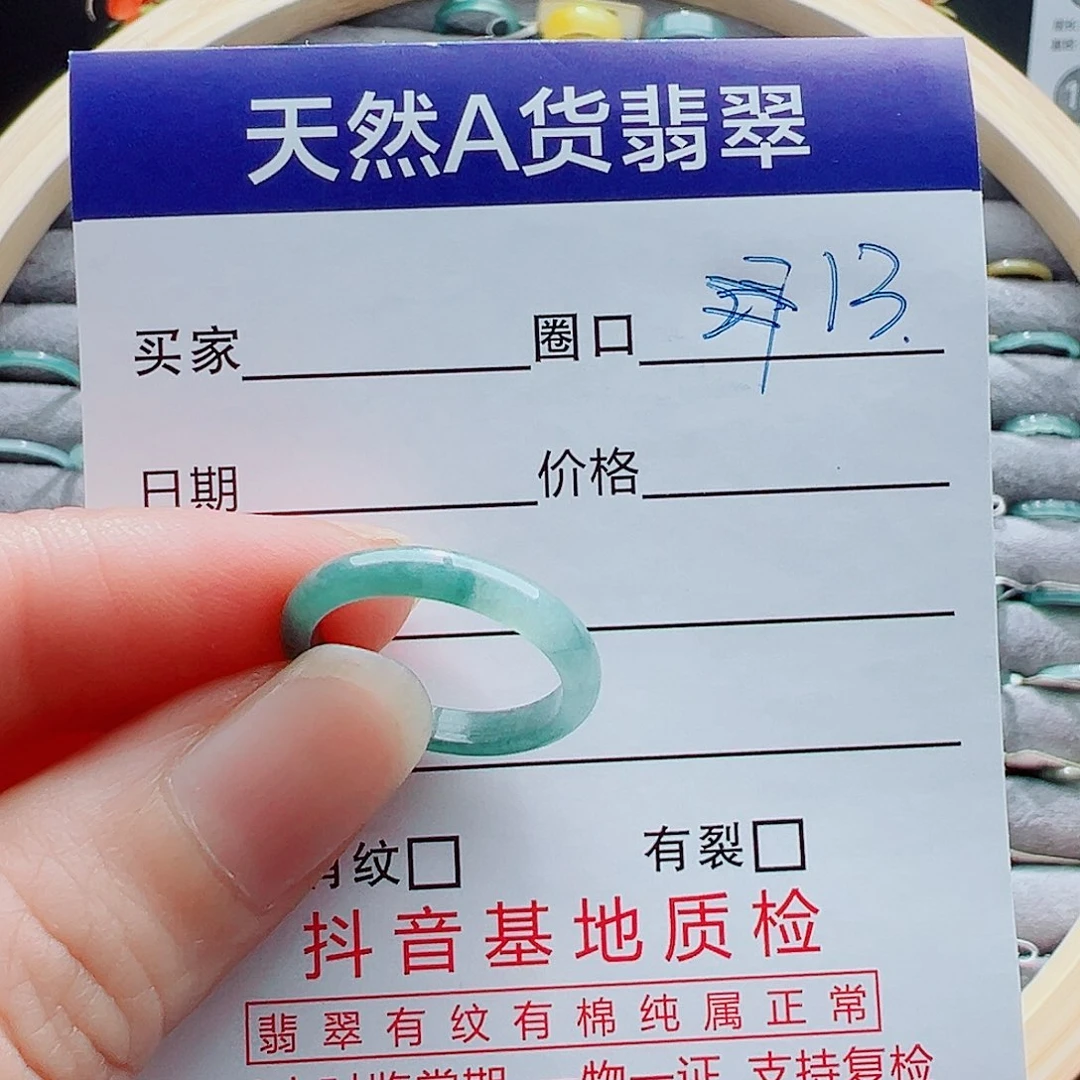 天然A货翡翠
买家 圈口 13.
日期 价格
有纹□ 有裂□
抖音基地质检
翡翠有纹有棉纯属正常
一物一证 支持复检